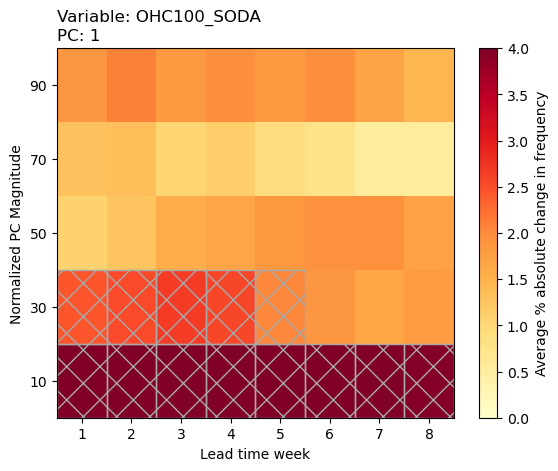 Variable: OHC100_SODA
PC: 1
90
70
50
30
10
Normalized PC Magnitude
1 2 3 4 5 6 7 8
Lead time week
4.0
3.5
3.0
2.5
2.0
1.5
1.0
0.5
0.0
Average % absolute change in frequency